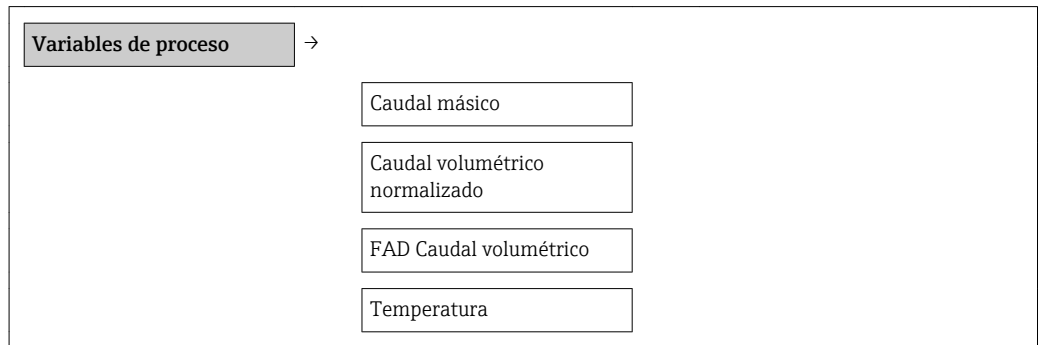 Variables de proceso →
Caudal másico
Caudal volumétrico
normalizado
FAD Caudal volumétrico
Temperatura